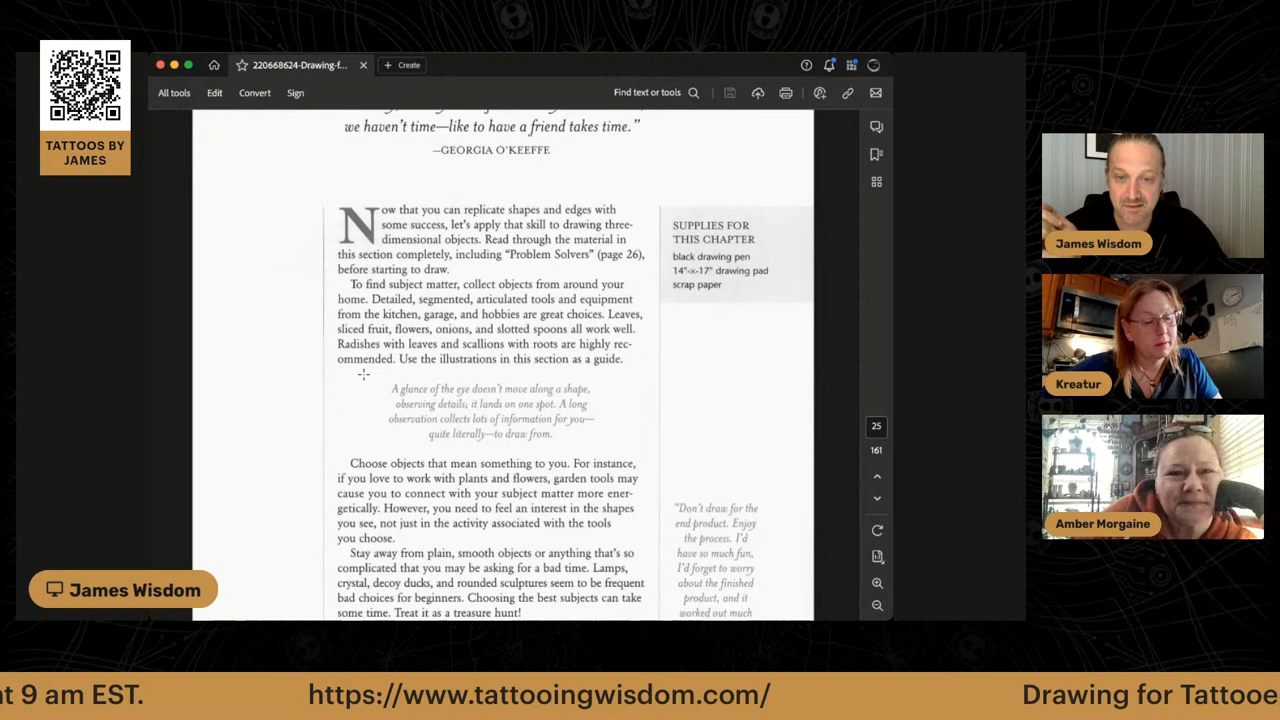 TATTOOS BY
JAMES
220668624-Drawing-f...
Create
All tools
Edit
Convert
Sign
Find text or tools
we haven't time—like to have a friend takes time."
—GEORGIA O'KEEFFE
Now that you can replicate shapes and edges with
some success, let's apply that skill to drawing three-
dimensional objects. Read through the material in
this section completely, including "Problem Solvers" (page 26),
before starting to draw.
To find subject matter, collect objects from around your
home. Detailed, segmented, articulated tools and equipment
from the kitchen, garage, and hobbies are great choices. Leaves,
sliced fruit, flowers, onions, and slotted spoons all work well.
Radishes with leaves and scallions with roots are highly rec-
ommended. Use the illustrations in this section as a guide.
A glance of the eye doesn't move along a shape,
observing details; it lands on one spot. A long
observation collects lots of information for you—
quite literally—to draw from.
Choose objects that mean something to you. For instance,
if you love to work with plants and flowers, garden tools may
cause you to connect with your subject matter more ener-
getically. However, you need to feel an interest in the shapes
you see, not just in the activity associated with the tools
you choose.
Stay away from plain, smooth objects or anything that's so
complicated that you may be asking for a bad time. Lamps,
crystal, decoy ducks, and rounded sculptures seem to be frequent
bad choices for beginners. Choosing the best subjects can take
some time. Treat it as a treasure hunt!
SUPPLIES FOR
THIS CHAPTER
black drawing pen
14"-×-17" drawing pad
scrap paper
"Don't draw for the
end product. Enjoy
the process. I'd
have so much fun,
I'd forget to worry
about the finished
product, and it
worked out much
25
161
James Wisdom
Kreatur
Amber Morgaine
James Wisdom
at 9 am EST.
https://www.tattooingwisdom.com/
Drawing for Tattooe